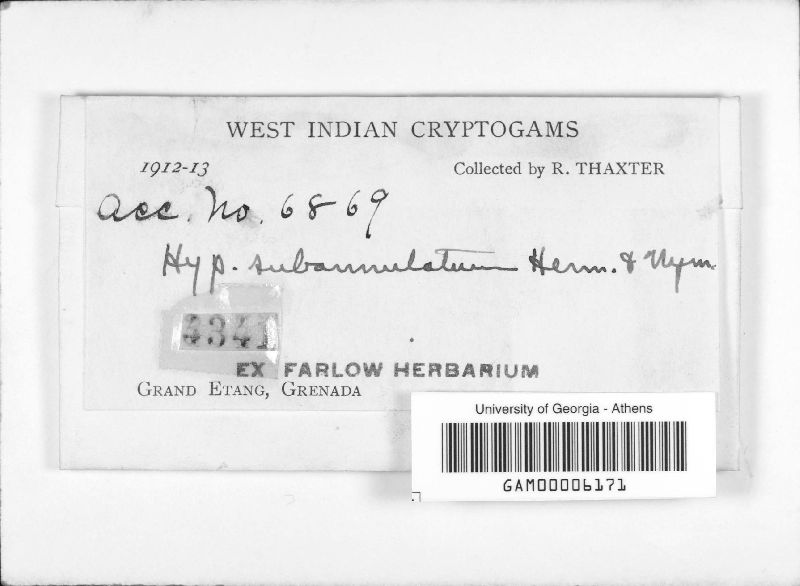 WEST INDIAN CRYPTOGAMS
1912-13 Collected by R. THAXTER
Acc. No. 6869
Hyp. subannulatum Henn. & Nym.
4341
EX FARLOW HERBARIUM
GRAND ETANG, GRENADA
University of Georgia - Athens
GAM00006171